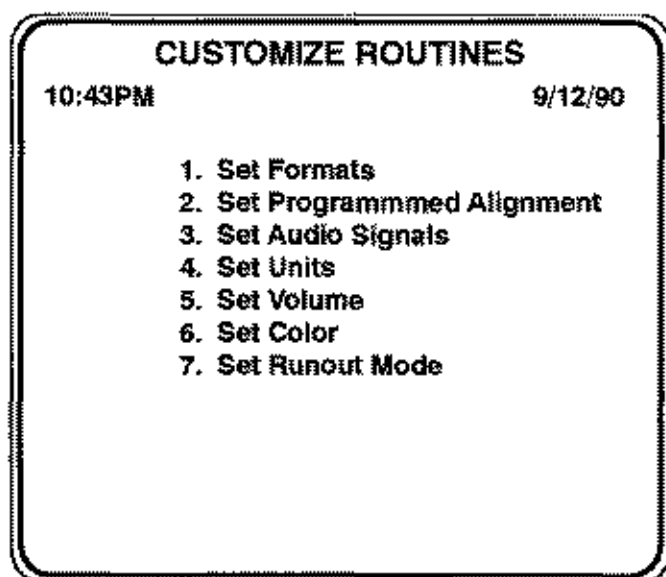 CUSTOMIZE ROUTINES
10:43PM 9/12/90
1. Set Formats
2. Set Programmmed Alignment
3. Set Audio Signals
4. Set Units
5. Set Volume
6. Set Color
7. Set Runout Mode